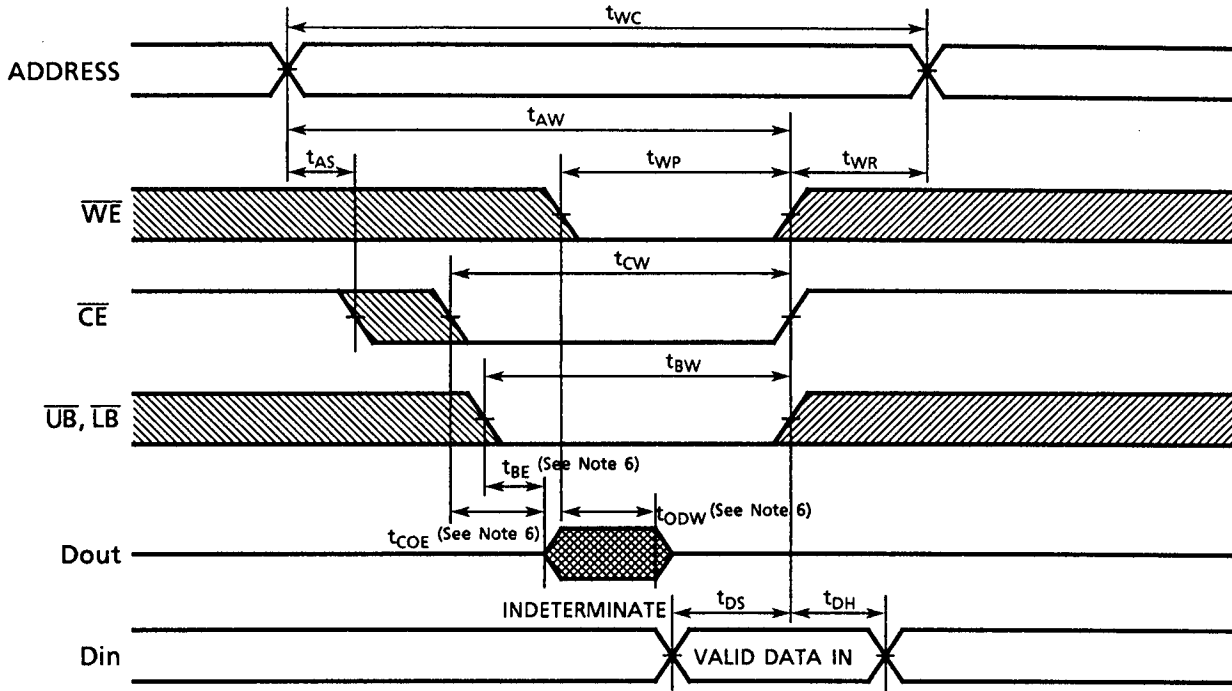 tWC
ADDRESS
tAW
tAS
tWP
tWR
WE
tCW
CE
tBW
UB, LB
tBE (See Note 6)
tCOE (See Note 6)
tODW (See Note 6)
Dout
INDETERMINATE
tDS
tDH
Din
VALID DATA IN